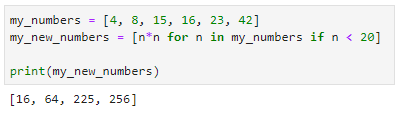 my_numbers = [4, 8, 15, 16, 23, 42]
my_new_numbers = [n*n for n in my_numbers if n < 20]
print(my_new_numbers)
[16, 64, 225, 256]